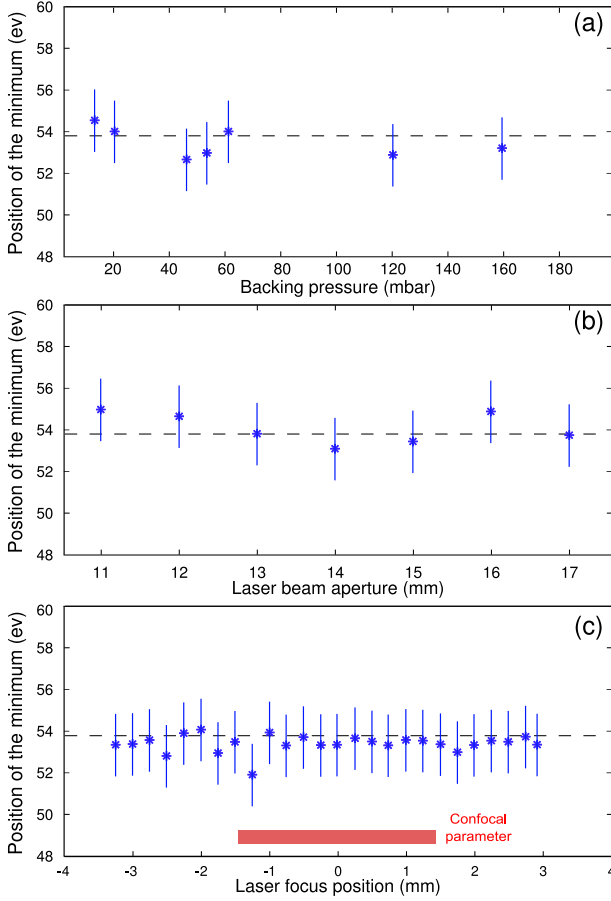 (a)
Position of the minimum (ev)
60
58
56
54
52
50
48
20 40 60 80 100 120 140 160 180
Backing pressure (mbar)
(b)
Position of the minimum (ev)
60
58
56
54
52
50
48
11 12 13 14 15 16 17
Laser beam aperture (mm)
(c)
Position of the minimum (ev)
60
58
56
54
52
50
48
Confocal
parameter
-4 -3 -2 -1 0 1 2 3 4
Laser focus position (mm)